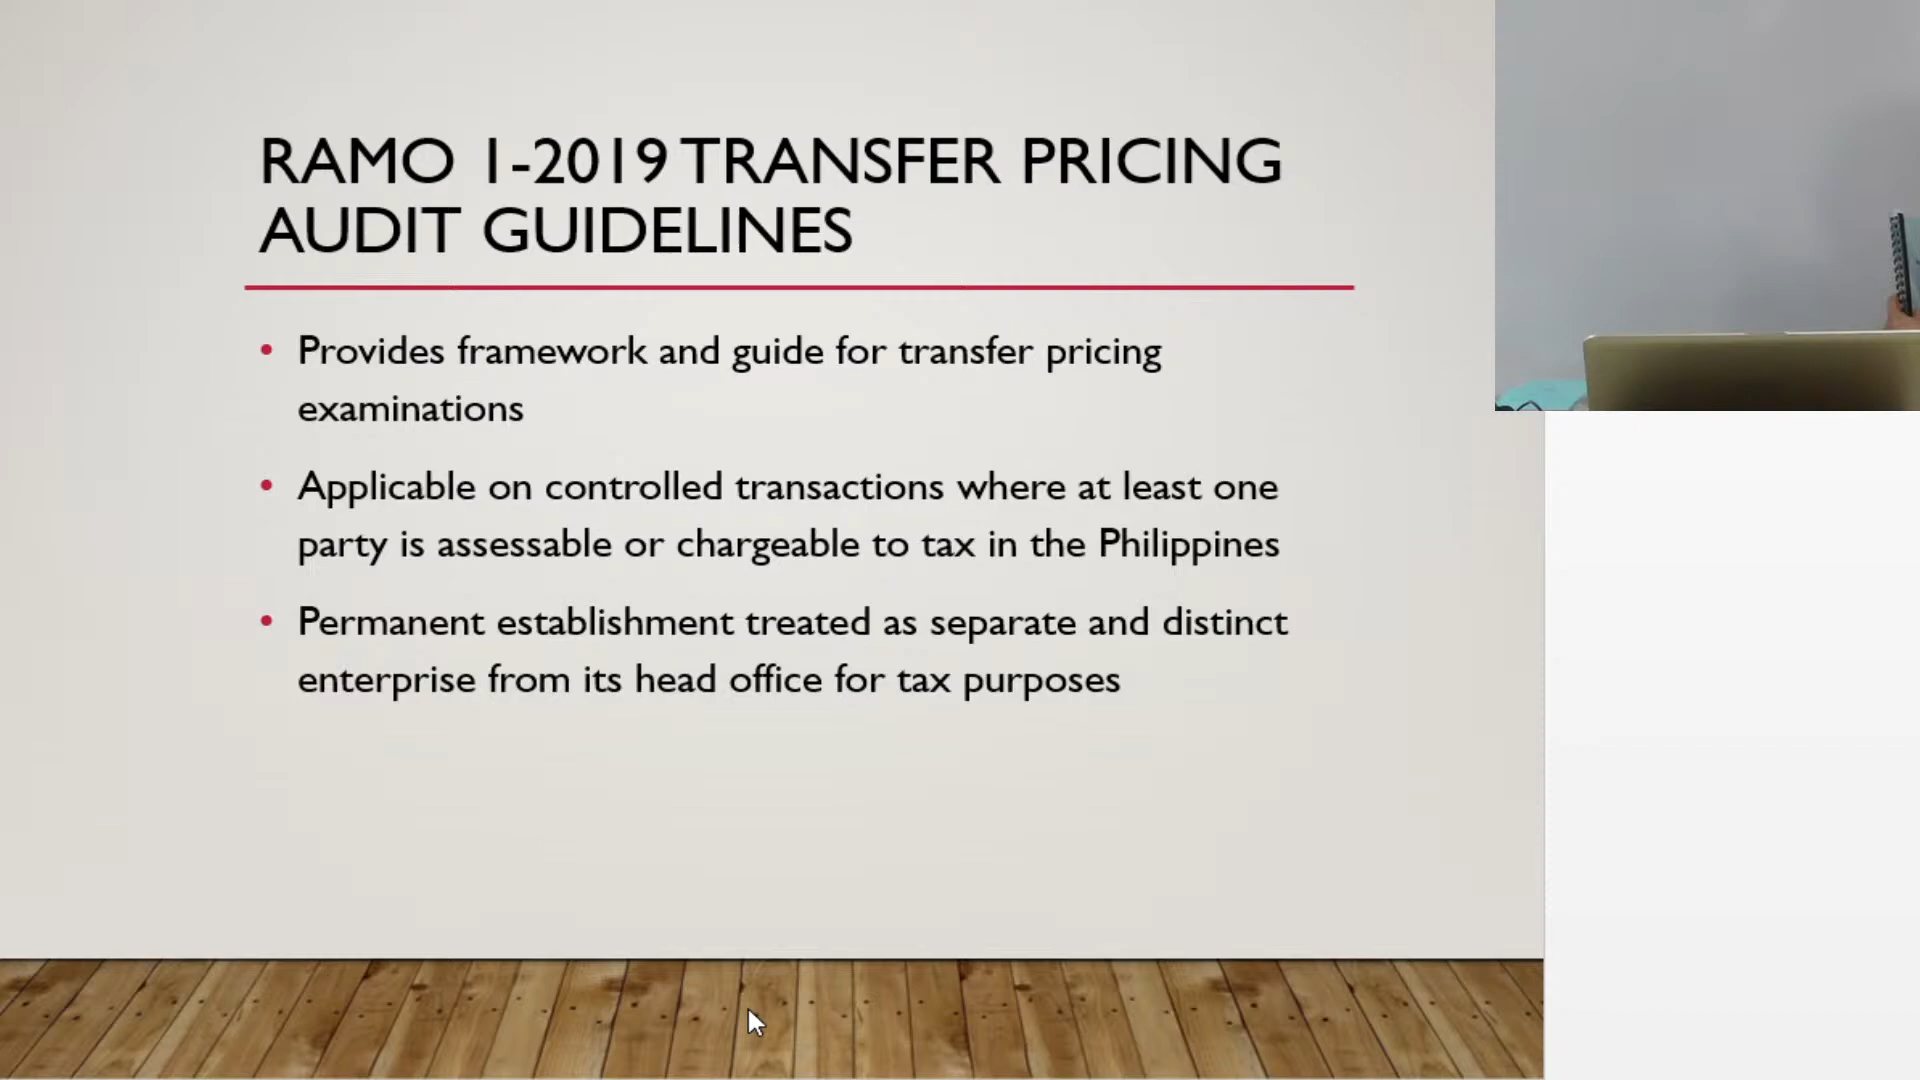 RAMO 1-2019 TRANSFER PRICING
AUDIT GUIDELINES
• Provides framework and guide for transfer pricing
examinations
• Applicable on controlled transactions where at least one
party is assessable or chargeable to tax in the Philippines
• Permanent establishment treated as separate and distinct
enterprise from its head office for tax purposes